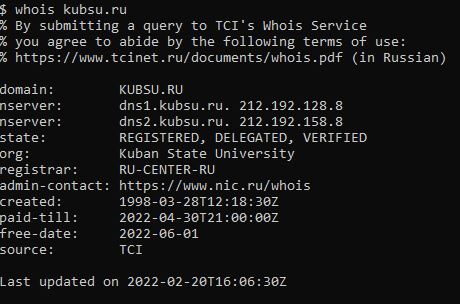 $ whois kubsu.ru
% By submitting a query to TCI's Whois Service
% you agree to abide by the following terms of use:
% https://www.tcinet.ru/documents/whois.pdf (in Russian)
domain: KUBSU.RU
nserver: dns1.kubsu.ru. 212.192.128.8
nserver: dns2.kubsu.ru. 212.192.158.8
state: REGISTERED, DELEGATED, VERIFIED
org: Kuban State University
registrar: RU-CENTER-RU
admin-contact: https://www.nic.ru/whois
created: 1998-03-28T12:18:30Z
paid-till: 2022-04-30T21:00:00Z
free-date: 2022-06-01
source: TCI
Last updated on 2022-02-20T16:06:30Z